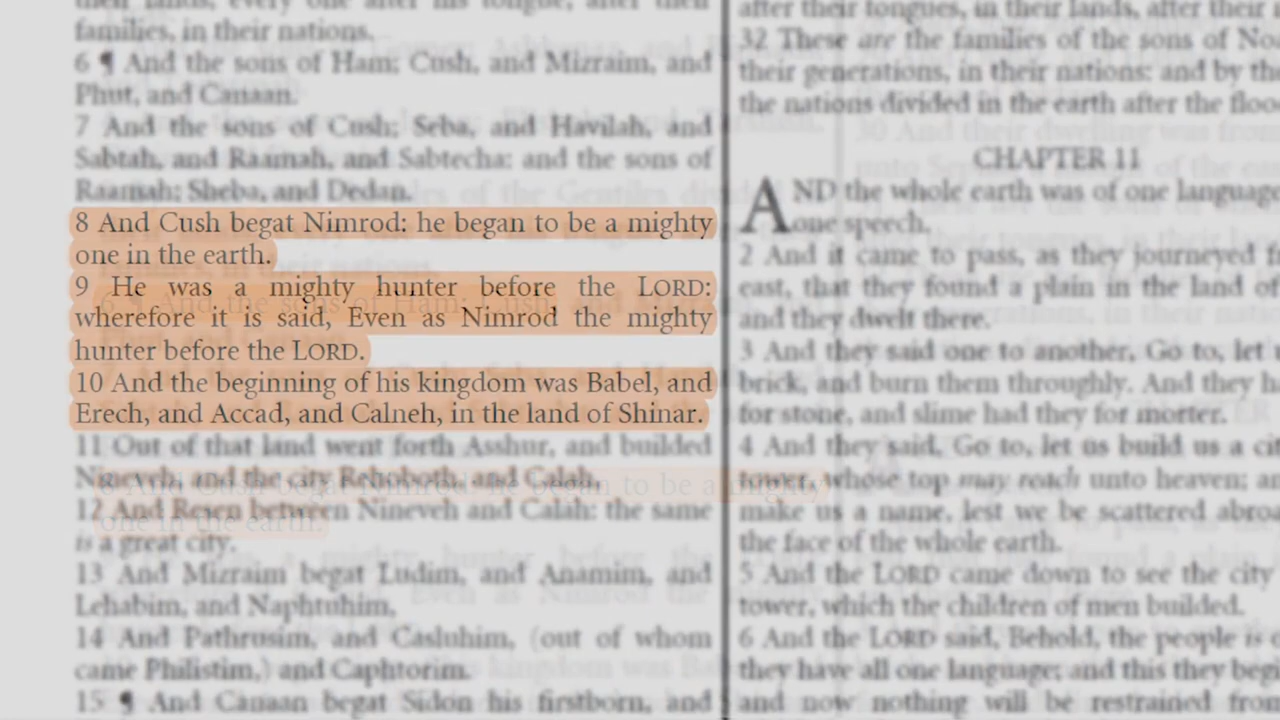 families, in their nations.
6 ¶ And the sons of Ham; Cush, and Mizraim, and
Phut, and Canaan.
7 And the sons of Cush; Seba, and Havilah, and
Sabtah, and Raamah, and Sabtecha: and the sons of
Raamah; Sheba, and Dedan.
8 And Cush begat Nimrod: he began to be a mighty
one in the earth.
9 He was a mighty hunter before the LORD:
wherefore it is said, Even as Nimrod the mighty
hunter before the LORD.
10 And the beginning of his kingdom was Babel, and
Erech, and Accad, and Calneh, in the land of Shinar.
11 Out of that land went forth Asshur, and builded
Nineveh, and the city Rehoboth, and Calah,
12 And Resen between Nineveh and Calah: the same
is a great city.
13 And Mizraim begat Ludim, and Anamim, and
Lehabim, and Naphtuhim,
14 And Pathrusim, and Casluhim, (out of whom
came Philistim,) and Caphtorim.
15 ¶ And Canaan begat Sidon his firstborn, and
after their tongues, in their lands, after their
32 These are the families of the sons of
their generations, in their nations: and by
the nations divided in the earth after the
CHAPTER 11
AND the whole earth was of one language
one speech.
2 And it came to pass, as they journeyed
east, that they found a plain in the land of
and they dwelt there.
3 And they said one to another, Go to, let
brick, and burn them throughly. And they
for stone, and slime had they for morter.
4 And they said, Go to, let us build us a
tower, whose top may reach unto heaven;
make us a name, lest we be scattered
the face of the whole earth.
5 And the LORD came down to see the city
tower, which the children of men builded.
6 And the LORD said, Behold, the people is
they have all one language; and this they
and now nothing will be restrained